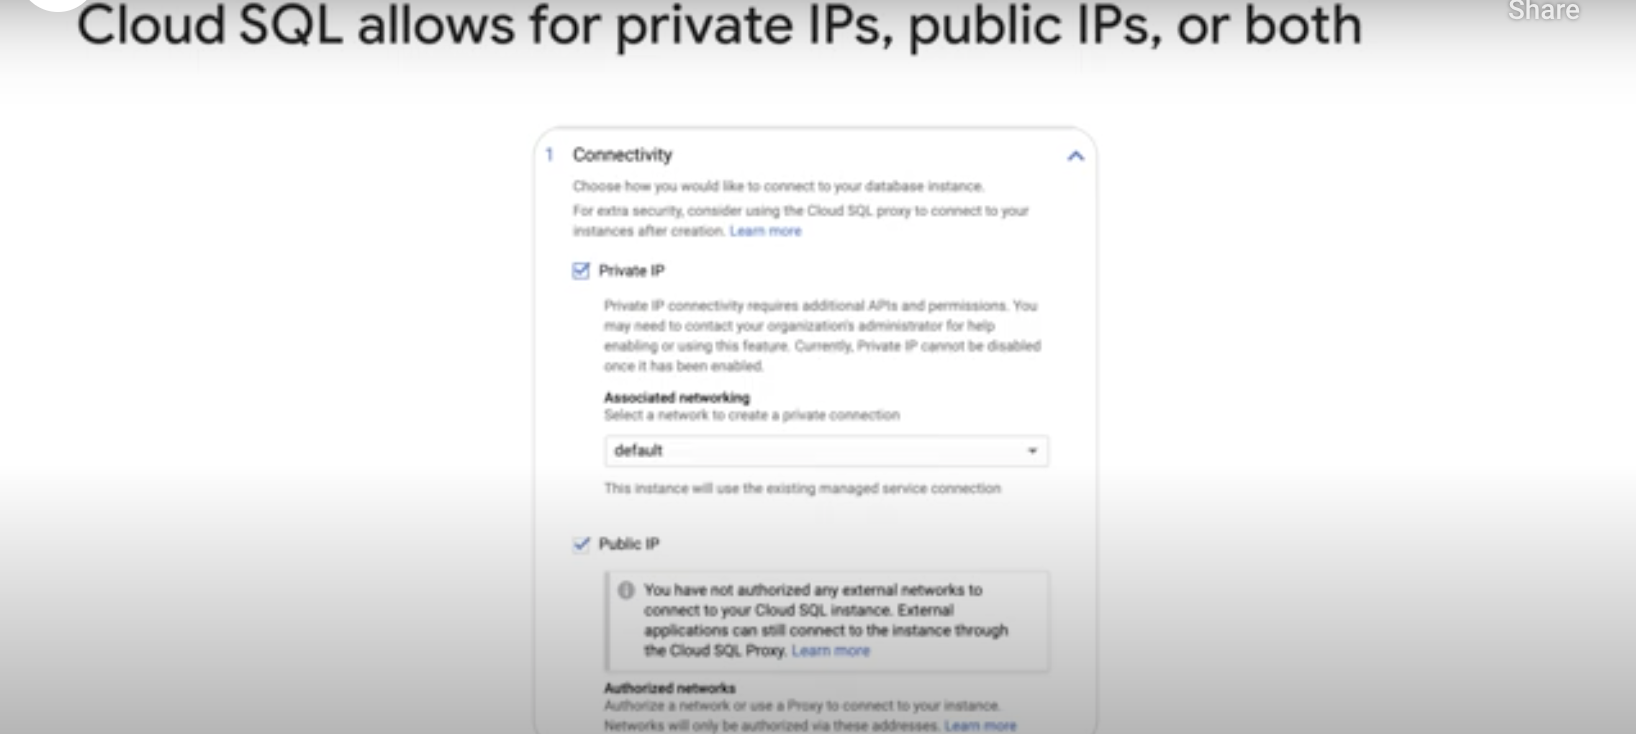 Cloud SQL allows for private IPs, public IPs, or both
Share
1 Connectivity
Choose how you would like to connect to your database instance.
For extra security, consider using the Cloud SQL proxy to connect to your
instances after creation. Learn more
Private IP
Private IP connectivity requires additional APIs and permissions. You
may need to contact your organization's administrator for help
enabling or using this feature. Currently, Private IP cannot be disabled
once it has been enabled.
Associated networking
Select a network to create a private connection
default
This instance will use the existing managed service connection
Public IP
You have not authorized any external networks to
connect to your Cloud SQL instance. External
applications can still connect to the instance through
the Cloud SQL Proxy. Learn more
Authorized networks
Authorize a network or use a Proxy to connect to your instance.
Networks will only be authorized via these addresses. Learn more